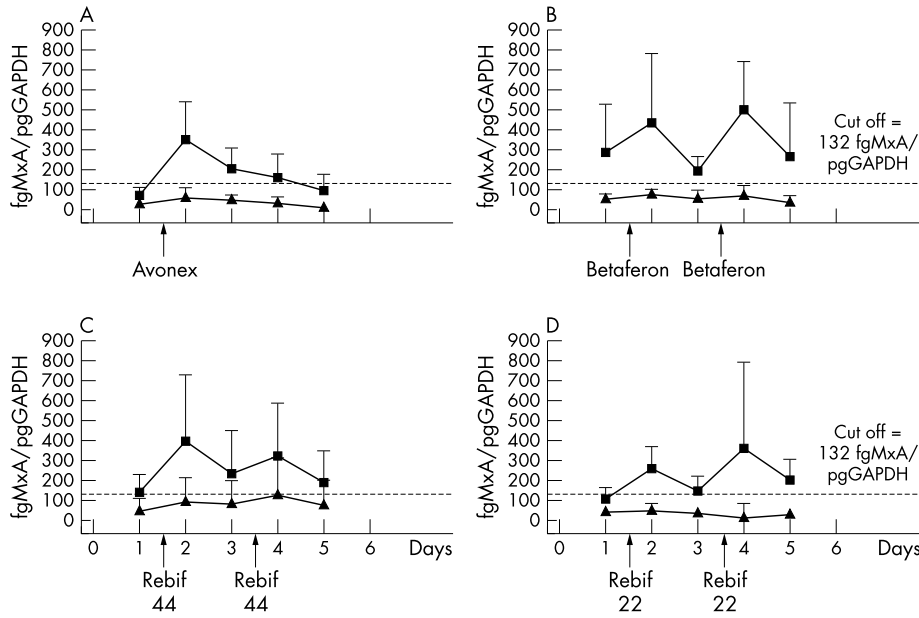 A
fgMxA/pgGAPDH
900
800
700
600
500
400
300
200
100
0
Avonex
B
fgMxA/pgGAPDH
900
800
700
600
500
400
300
200
100
0
Cut off =
132 fgMxA/
pgGAPDH
Betaferon Betaferon
C
fgMxA/pgGAPDH
900
800
700
600
500
400
300
200
100
0
0 1 2 3 4 5 6 Days
Rebif Rebif
44 44
D
fgMxA/pgGAPDH
900
800
700
600
500
400
300
200
100
0
Cut off =
132 fgMxA/
pgGAPDH
0 1 2 3 4 5 6 Days
Rebif Rebif
22 22